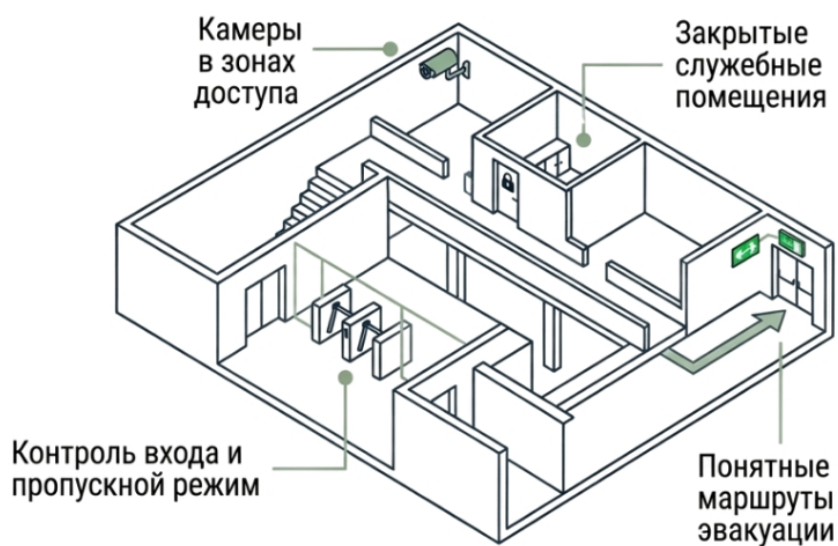 Камеры
в зонах
доступа
Закрытые
служебные
помещения
Контроль входа и
пропускной режим
Понятные
маршруты
эвакуации